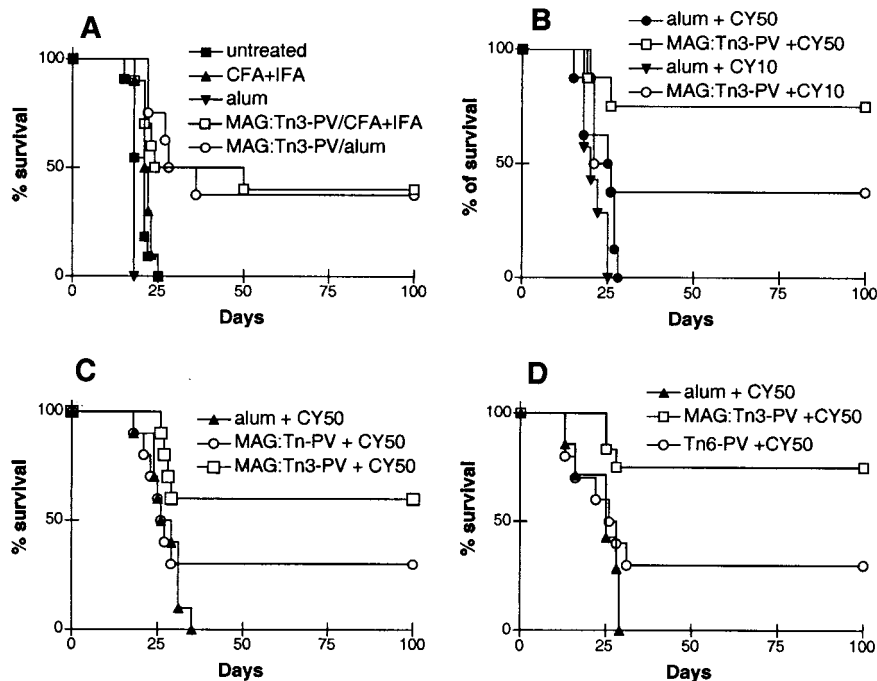 A
untreated
CFA+IFA
alum
MAG:Tn3-PV/CFA+IFA
MAG:Tn3-PV/alum
% survival
100
50
0
0
25
50
75
100
Days
B
alum + CY50
MAG:Tn3-PV +CY50
alum + CY10
MAG:Tn3-PV +CY10
% of survival
100
50
0
0
25
50
75
100
Days
C
alum + CY50
MAG:Tn-PV + CY50
MAG:Tn3-PV + CY50
% survival
100
50
0
0
25
50
75
100
Days
D
alum + CY50
MAG:Tn3-PV +CY50
Tn6-PV +CY50
% survival
100
50
0
0
25
50
75
100
Days